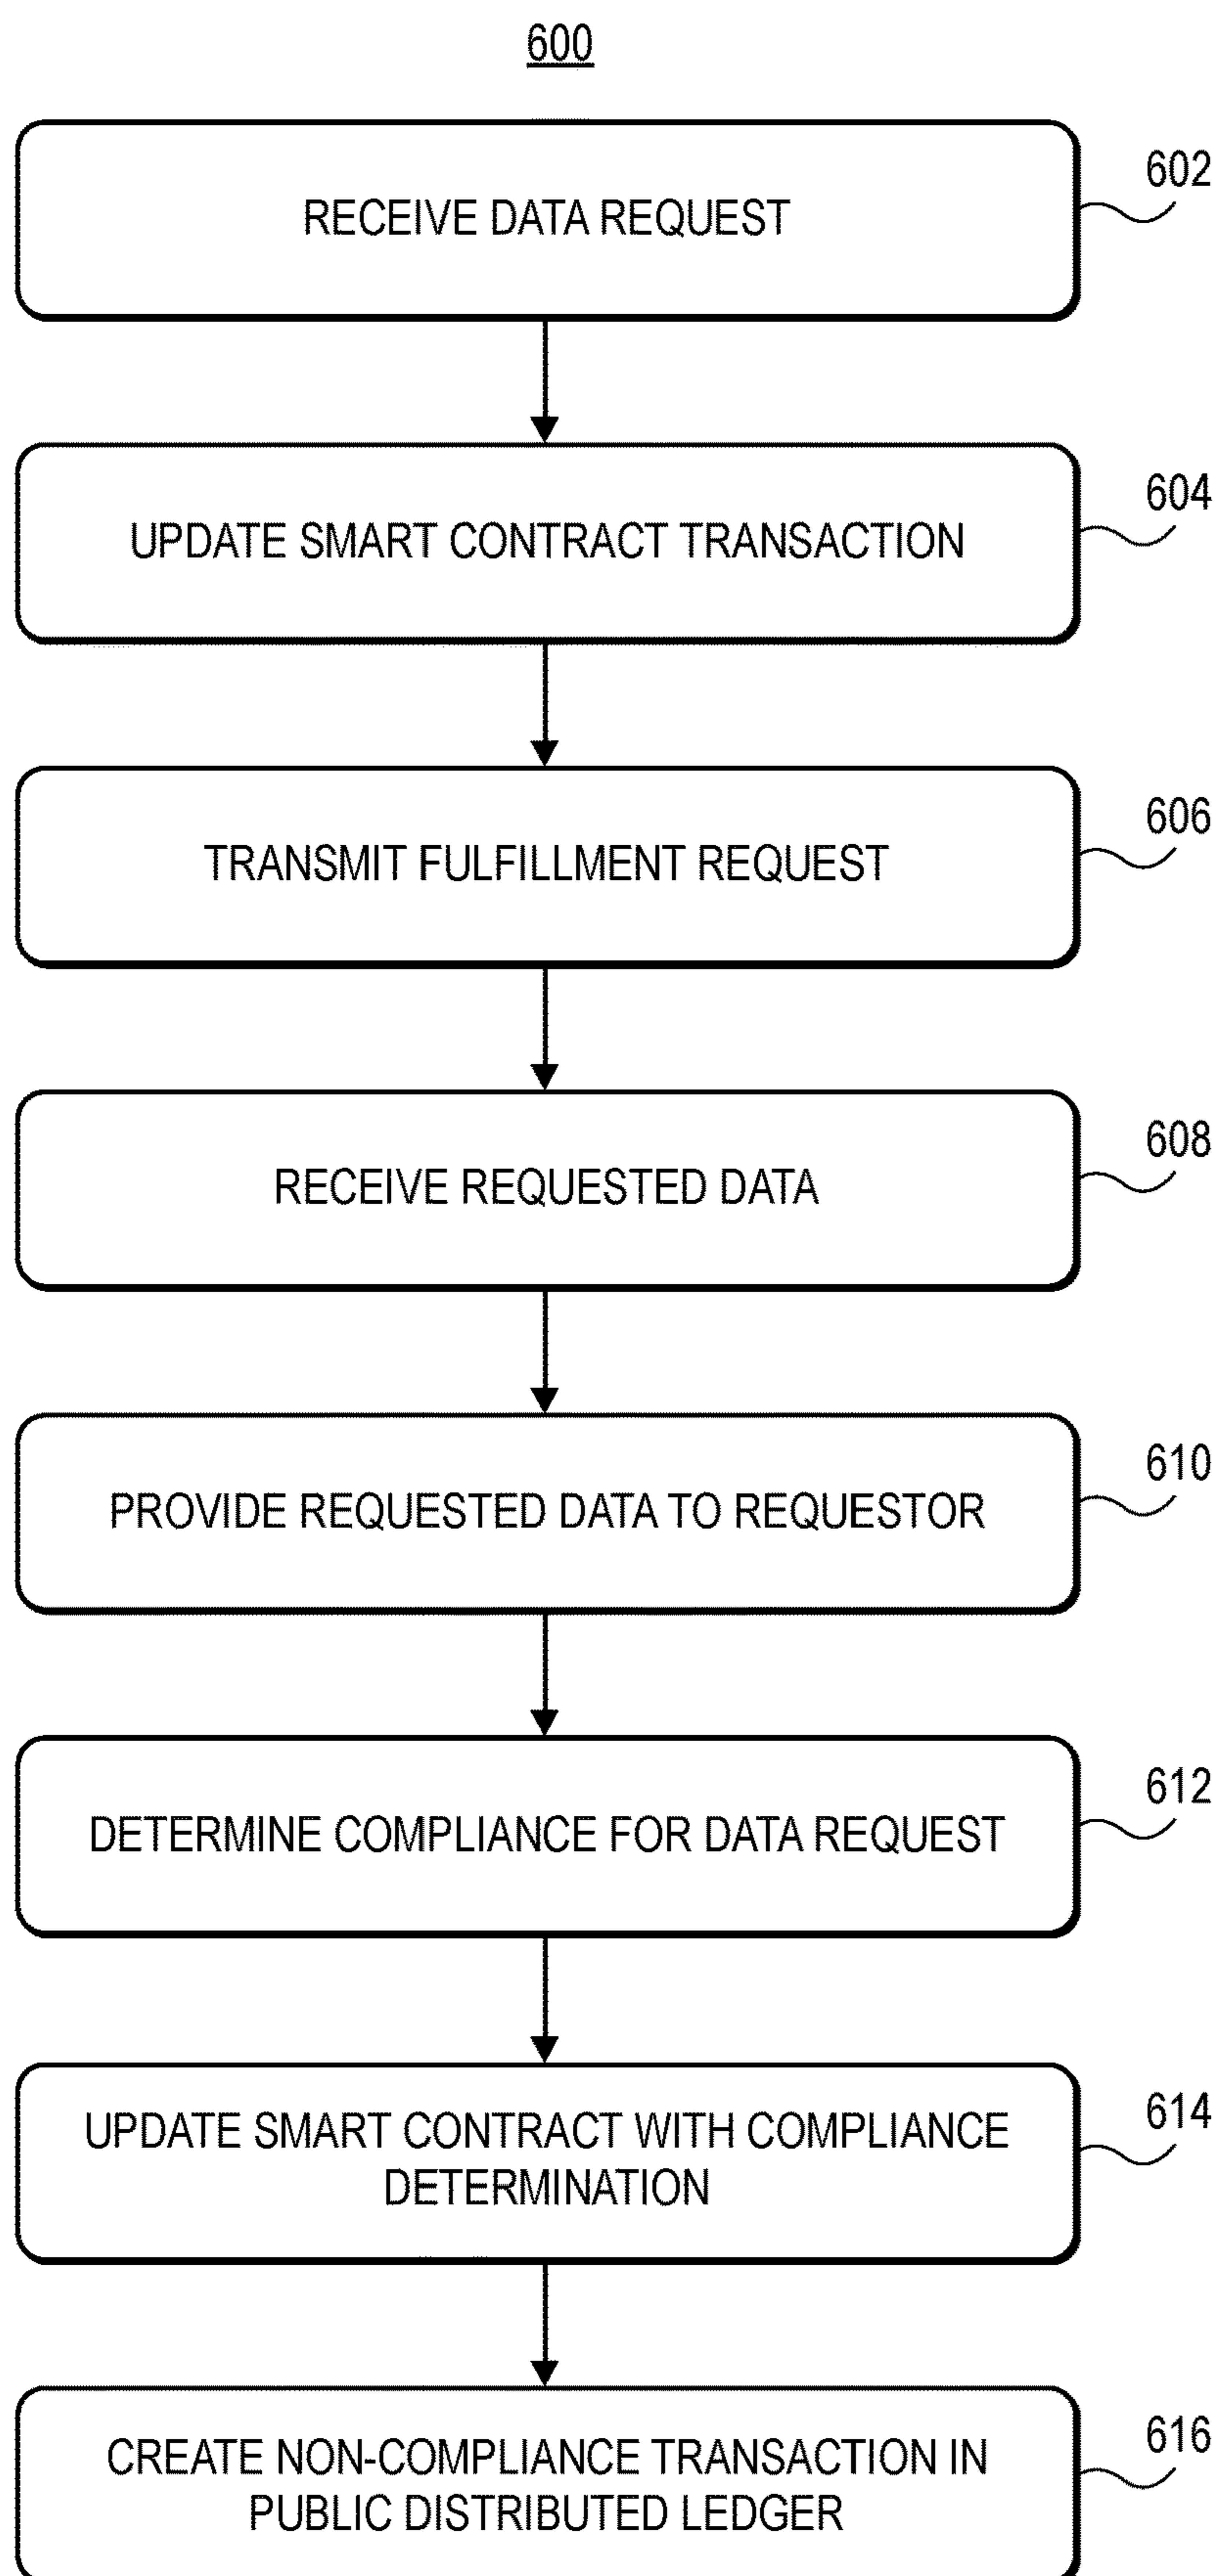 600
RECEIVE DATA REQUEST
602
UPDATE SMART CONTRACT TRANSACTION
604
TRANSMIT FULFILLMENT REQUEST
606
RECEIVE REQUESTED DATA
608
PROVIDE REQUESTED DATA TO REQUESTOR
610
DETERMINE COMPLIANCE FOR DATA REQUEST
612
UPDATE SMART CONTRACT WITH COMPLIANCE
DETERMINATION
614
CREATE NON-COMPLIANCE TRANSACTION IN
PUBLIC DISTRIBUTED LEDGER
616